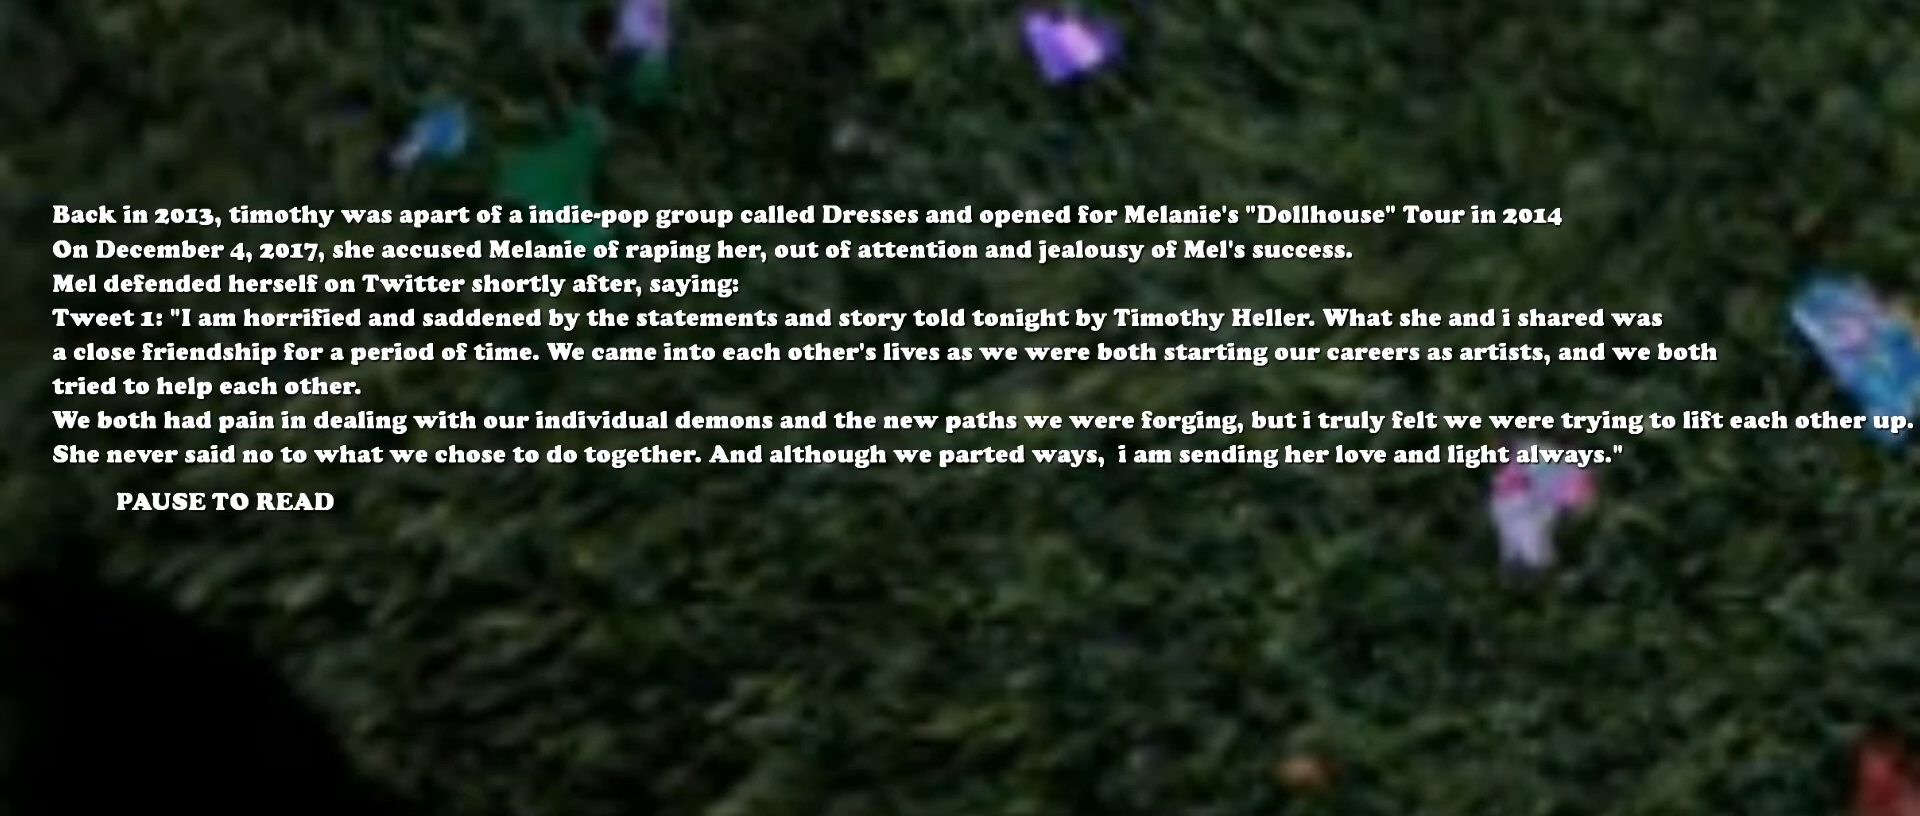 Back in 2013, timothy was apart of a indie-pop group called Dresses and opened for Melanie's "Dollhouse" Tour in 2014
On December 4, 2017, she accused Melanie of raping her, out of attention and jealousy of Mel's success.
Mel defended herself on Twitter shortly after, saying:
Tweet 1: "I am horrified and saddened by the statements and story told tonight by Timothy Heller. What she and i shared was
a close friendship for a period of time. We came into each other's lives as we were both starting our careers as artists, and we both
tried to help each other.
We both had pain in dealing with our individual demons and the new paths we were forging, but i truly felt we were trying to lift each other up.
She never said no to what we chose to do together. And although we parted ways,  i am sending her love and light always."
PAUSE TO READ